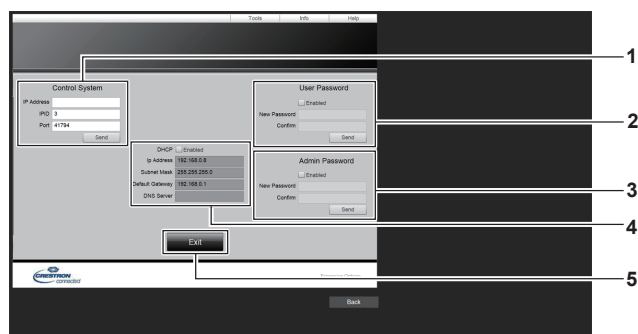 Tools Info Help
1
Control System
IP Address
IPID 3
Port 41794
Send
User Password
Enabled
New Password
Confirm
Send
2
DHCP Enabled
Ip Address 192.168.0.8
Subnet Mask 255.255.255.0
Default Gateway 192.168.0.1
DNS Server
Admin Password
Enabled
New Password
Confirm
Send
3
4
Exit
CRESTRON
connected
5
Back